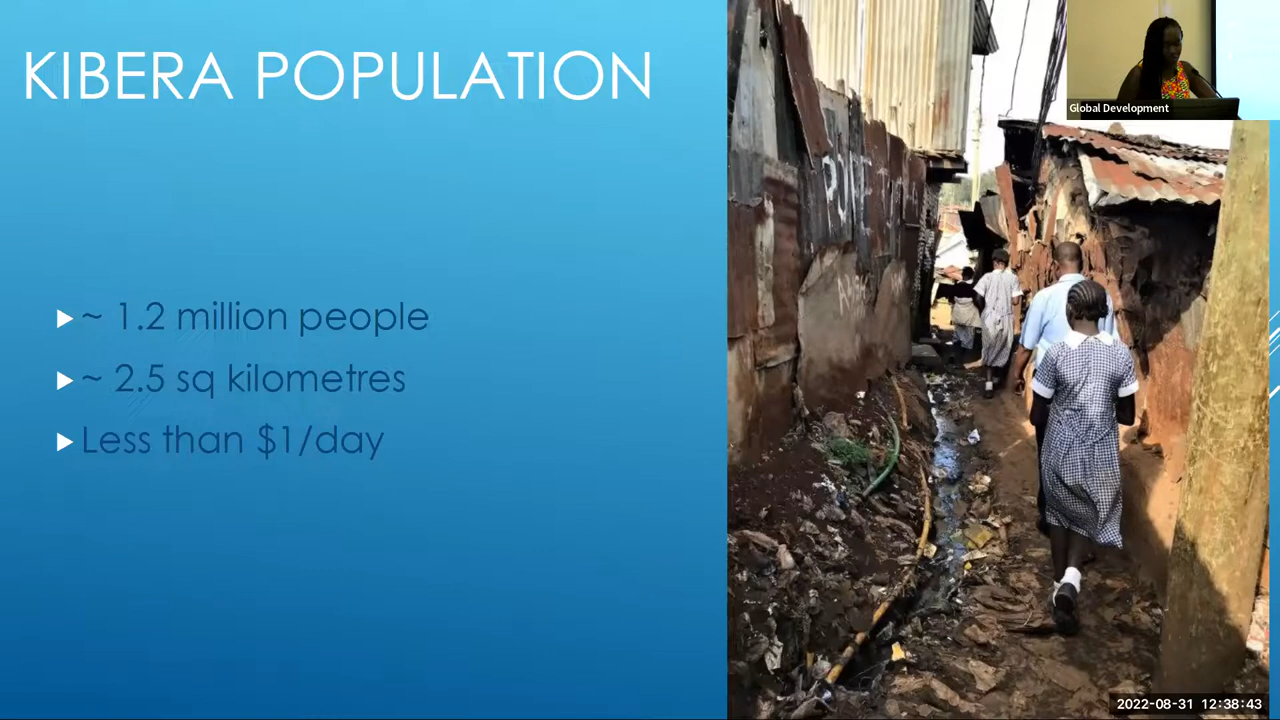 KIBERA POPULATION
~ 1.2 million people
~ 2.5 sq kilometres
Less than $1/day
Global Development
2022-08-31 12:38:43